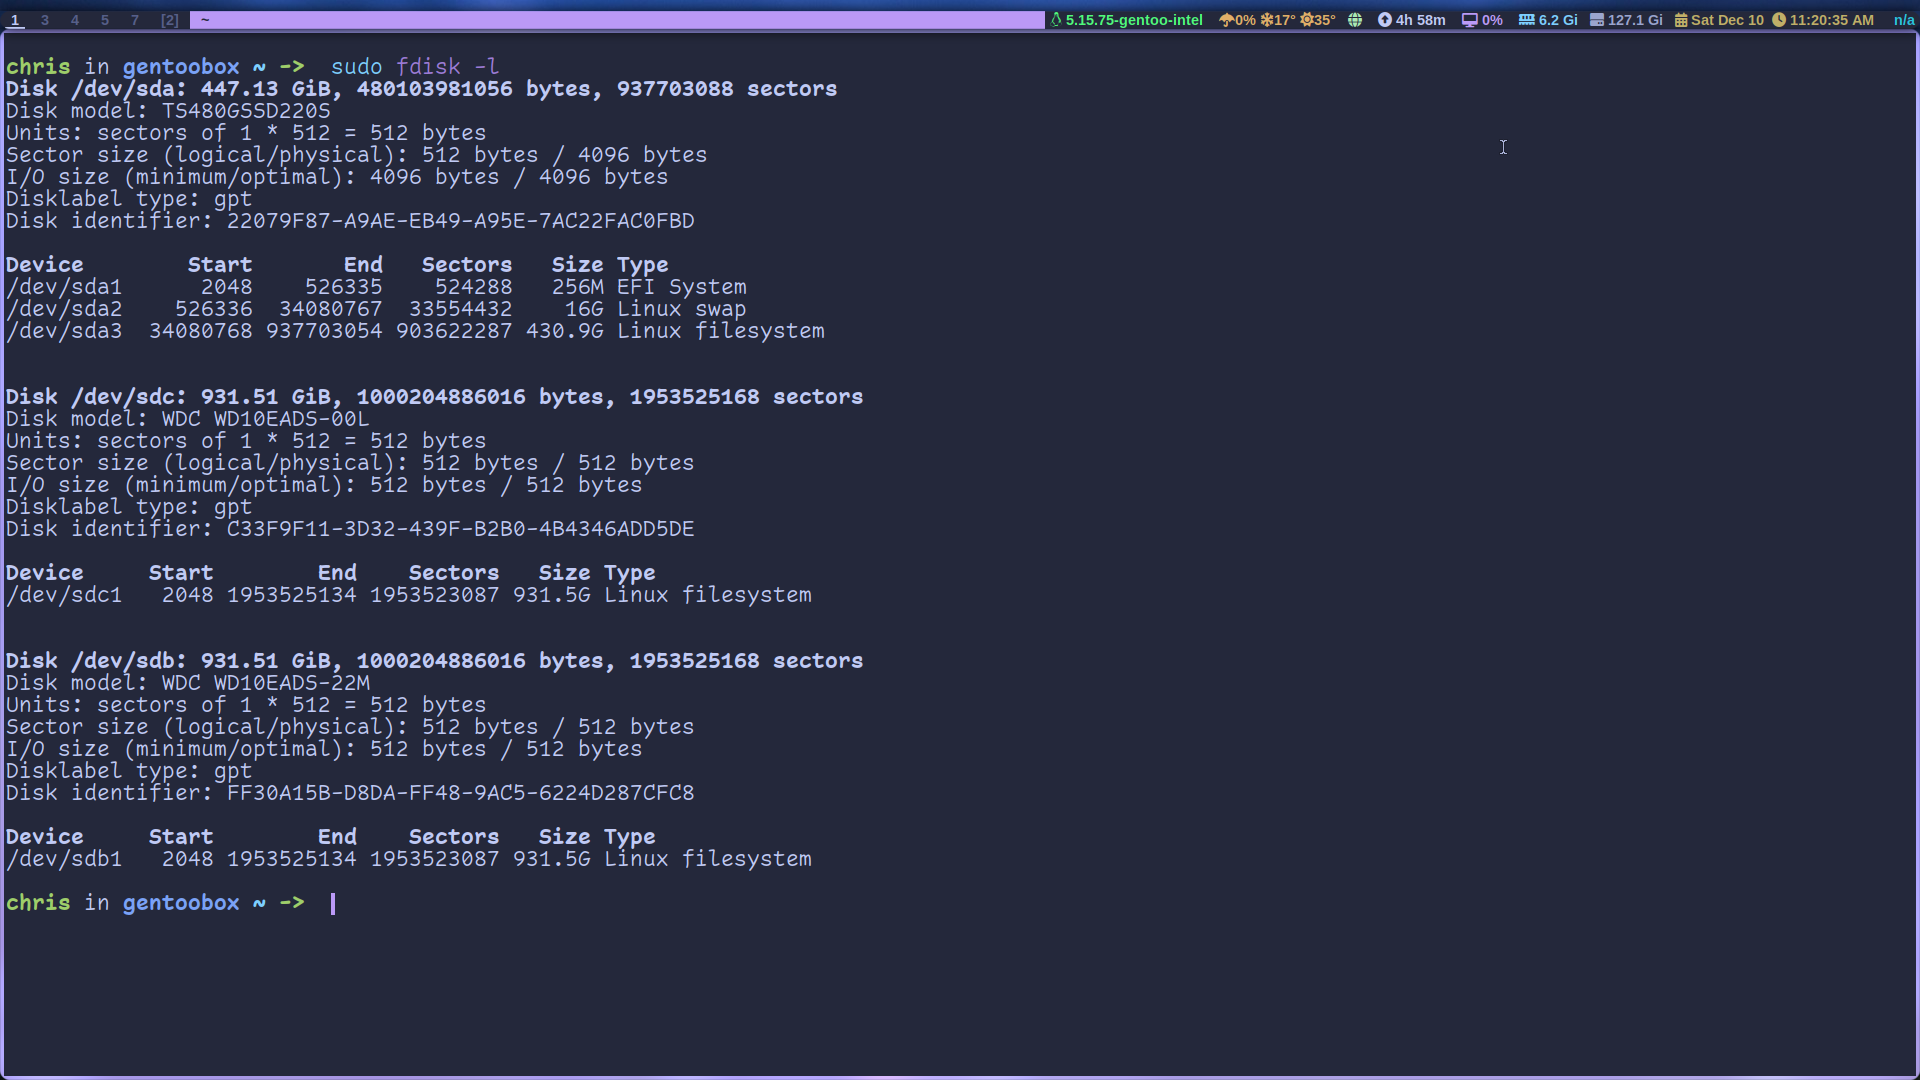 1 3 4 5 7 [2] ~ 5.15.75-gentoo-intel 0% 17° 35° 4h 58m 0% 6.2 Gi 127.1 Gi Sat Dec 10 11:20:35 AM n/a
chris in gentoobox ~ -> sudo fdisk -l
Disk /dev/sda: 447.13 GiB, 480103981056 bytes, 937703088 sectors
Disk model: TS480GSSD220S
Units: sectors of 1 * 512 = 512 bytes
Sector size (logical/physical): 512 bytes / 4096 bytes
I/O size (minimum/optimal): 4096 bytes / 4096 bytes
Disklabel type: gpt
Disk identifier: 22079F87-A9AE-EB49-A95E-7AC22FAC0FBD
Device Start End Sectors Size Type
/dev/sda1 2048 526335 524288 256M EFI System
/dev/sda2 526336 34080767 33554432 16G Linux swap
/dev/sda3 34080768 937703054 903622287 430.9G Linux filesystem
Disk /dev/sdc: 931.51 GiB, 1000204886016 bytes, 1953525168 sectors
Disk model: WDC WD10EADS-00L
Units: sectors of 1 * 512 = 512 bytes
Sector size (logical/physical): 512 bytes / 512 bytes
I/O size (minimum/optimal): 512 bytes / 512 bytes
Disklabel type: gpt
Disk identifier: C33F9F11-3D32-439F-B2B0-4B4346ADD5DE
Device Start End Sectors Size Type
/dev/sdc1 2048 1953525134 1953523087 931.5G Linux filesystem
Disk /dev/sdb: 931.51 GiB, 1000204886016 bytes, 1953525168 sectors
Disk model: WDC WD10EADS-22M
Units: sectors of 1 * 512 = 512 bytes
Sector size (logical/physical): 512 bytes / 512 bytes
I/O size (minimum/optimal): 512 bytes / 512 bytes
Disklabel type: gpt
Disk identifier: FF30A15B-D8DA-FF48-9AC5-6224D287CFC8
Device Start End Sectors Size Type
/dev/sdb1 2048 1953525134 1953523087 931.5G Linux filesystem
chris in gentoobox ~ ->